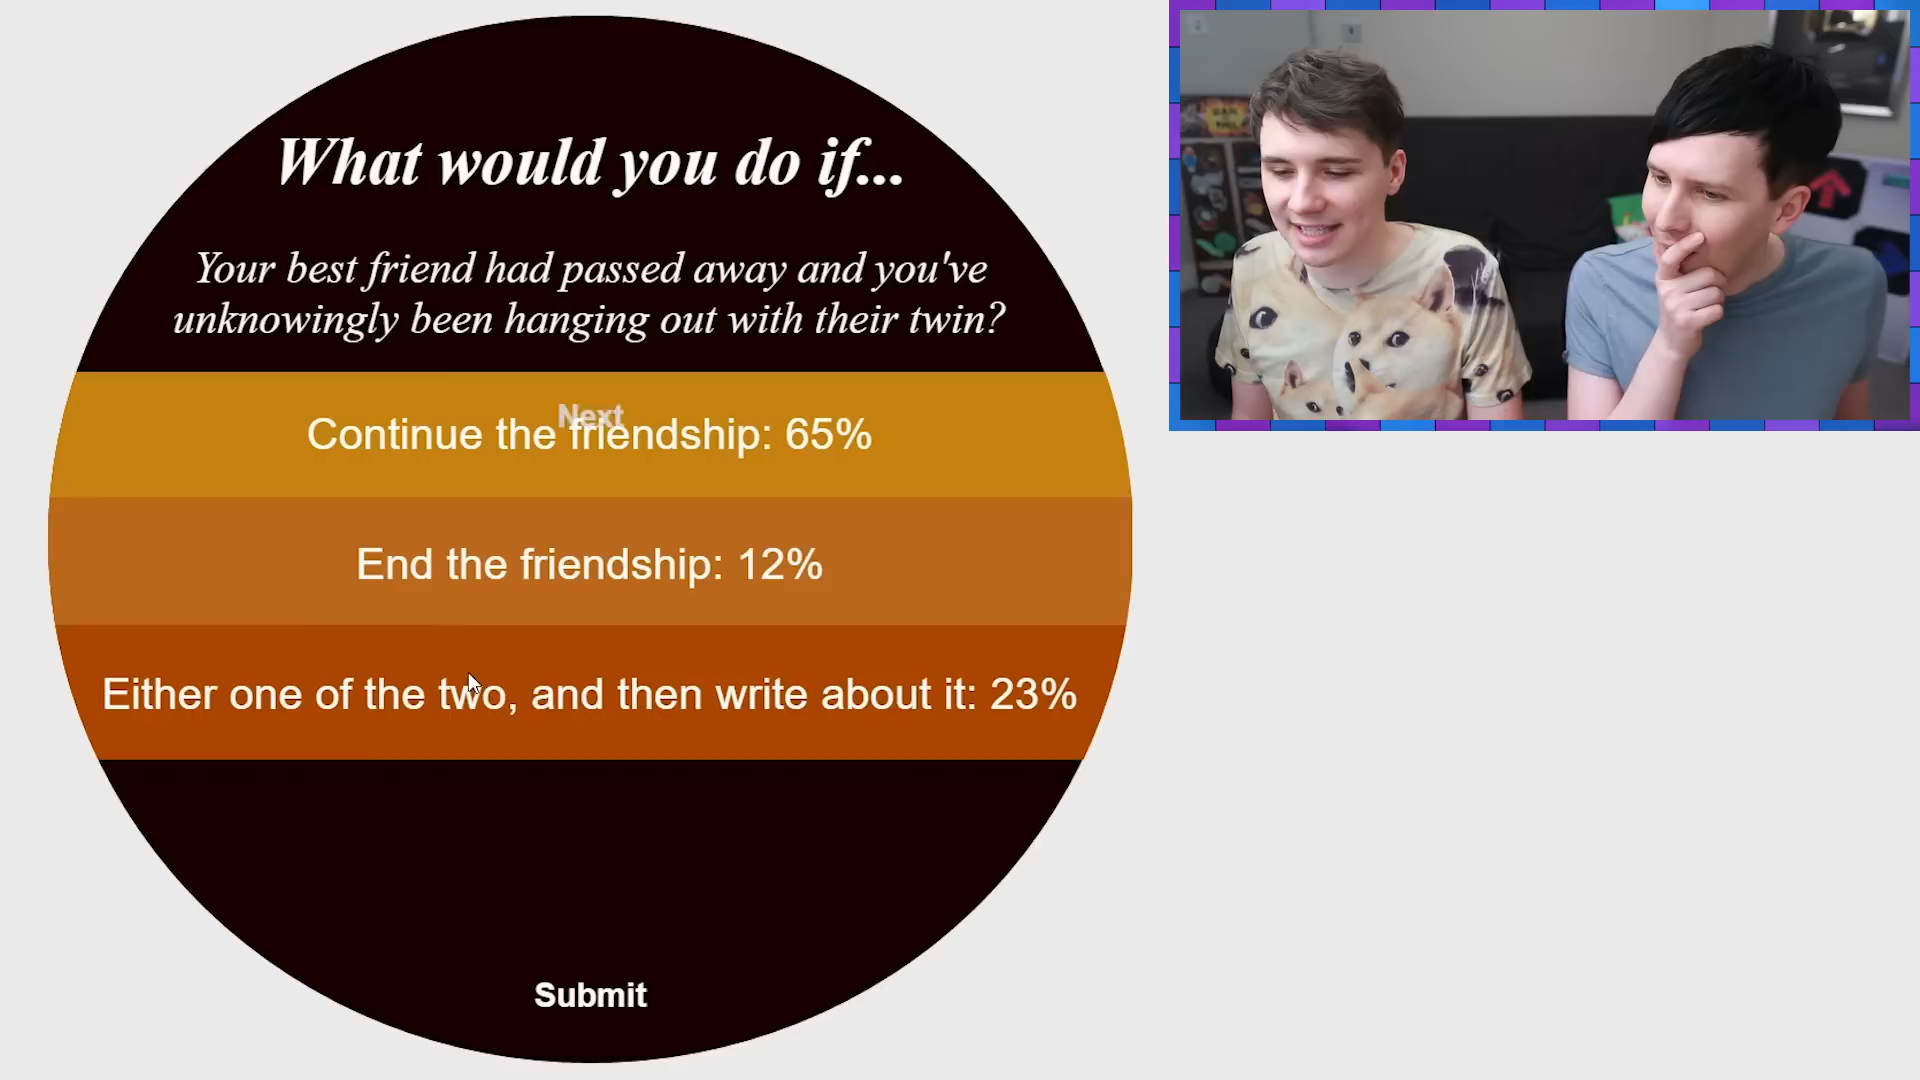 What would you do if...
Your best friend had passed away and you've
unknowingly been hanging out with their twin?
Next
Continue the friendship: 65%
End the friendship: 12%
Either one of the two, and then write about it: 23%
Submit